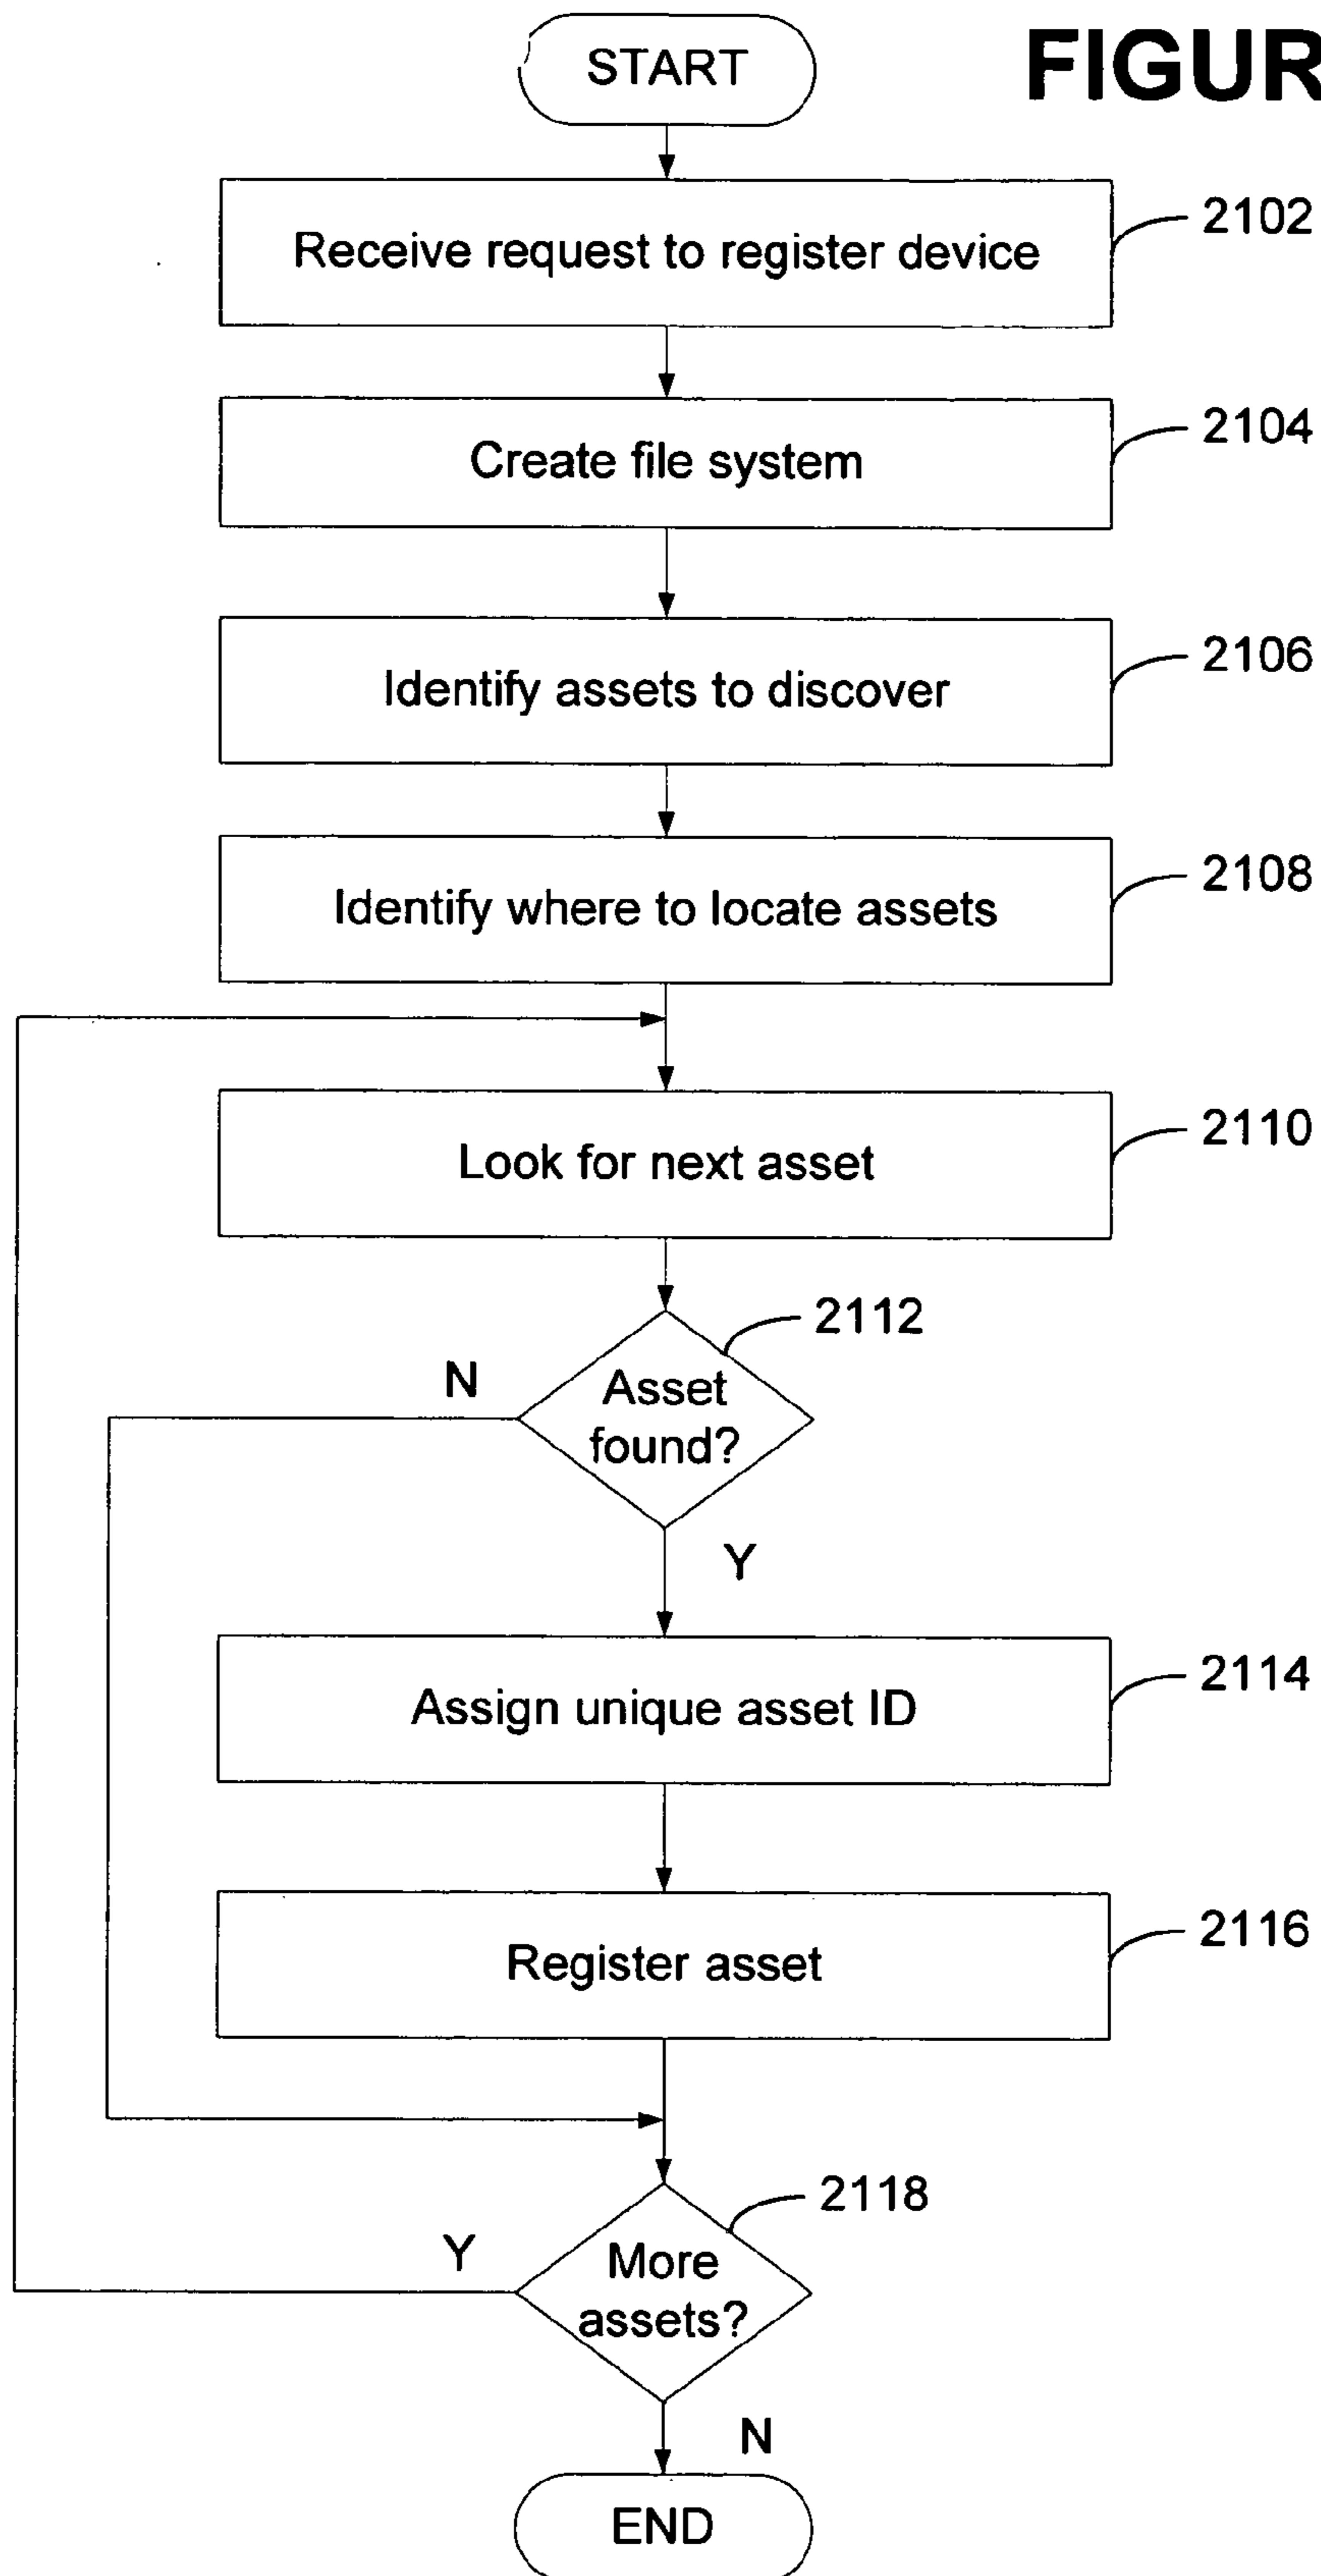 START
FIGUR
Receive request to register device
2102
Create file system
2104
Identify assets to discover
2106
Identify where to locate assets
2108
Look for next asset
2110
2112
N
Asset
found?
Y
Assign unique asset ID
2114
Register asset
2116
2118
Y
More
assets?
N
END